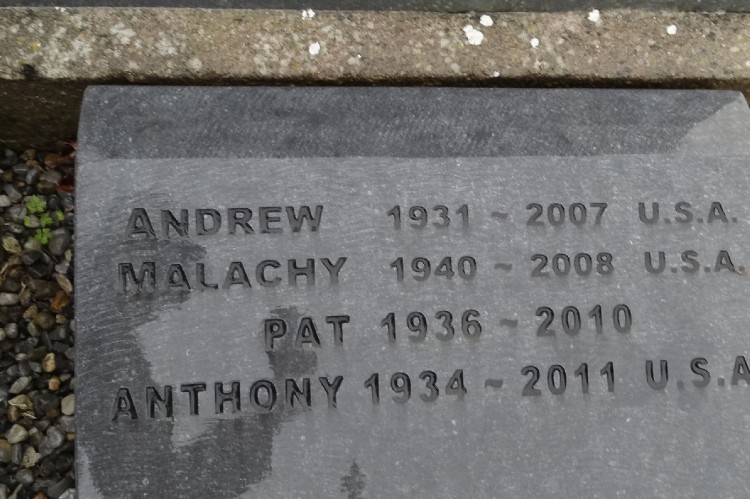 ANDREW 1931 ~ 2007 U.S.A.
MALACHY 1940 ~ 2008 U.S.A.
PAT 1936 ~ 2010
ANTHONY 1934 ~ 2011 U.S.A